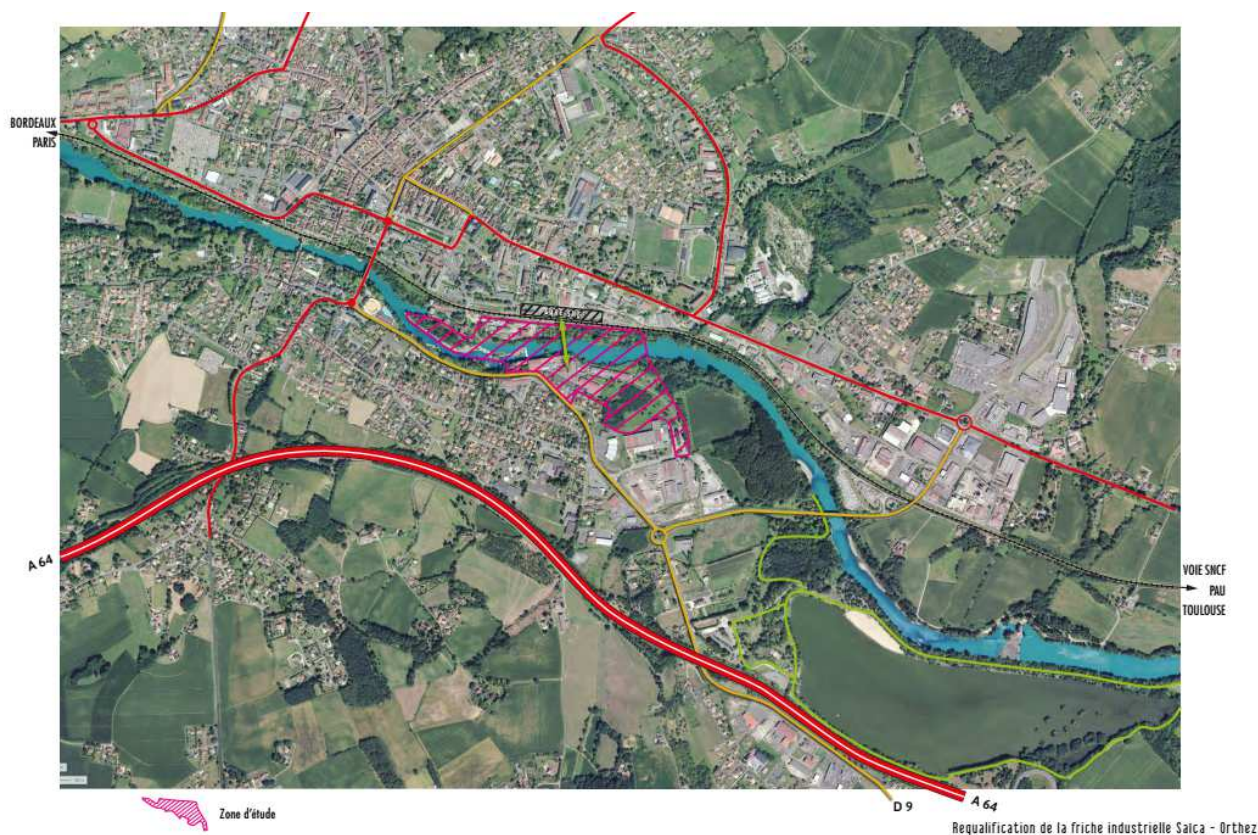 BORDEAUX
PARIS
A 64
VOIE SNCF
PAU
TOULOUSE
D 9
A 64
Zone d'étude
Requalification de la friche industrielle Saica - Orthez